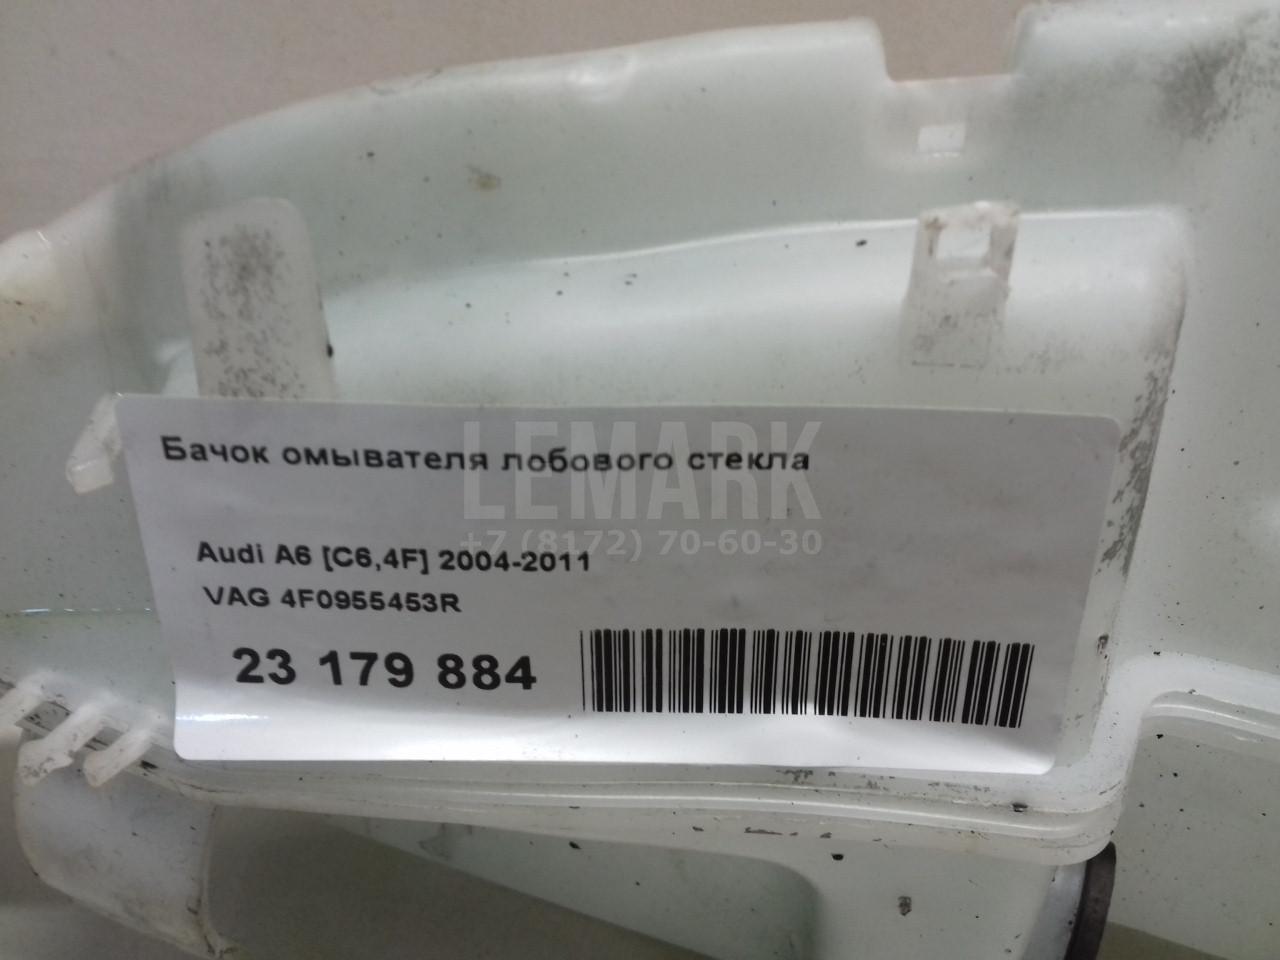 Бачок омывателя лобового стекла
LEMARK
+7 (8172) 70-60-30
Audi A6 [C6,4F] 2004-2011
VAG 4F0955453R
23 179 884